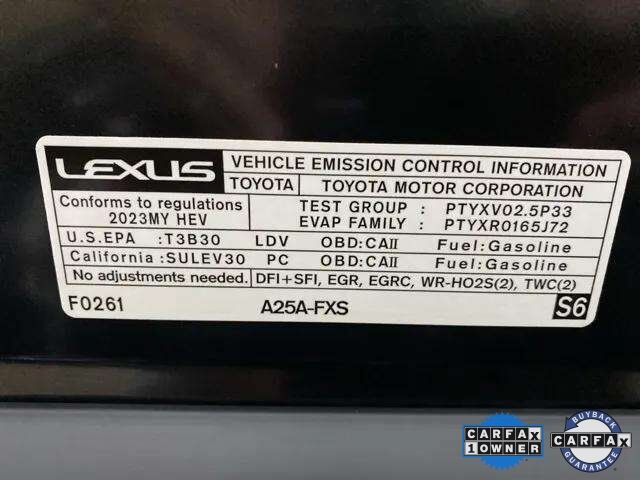 LEXUS VEHICLE EMISSION CONTROL INFORMATION
TOYOTA TOYOTA MOTOR CORPORATION
Conforms to regulations
2023MY HEV
TEST GROUP : PTYXV02.5P33
EVAP FAMILY : PTYXR0165J72
U.S.EPA :T3B30 LDV OBD:CAII Fuel:Gasoline
California :SULEV30 PC OBD:CAII Fuel:Gasoline
No adjustments needed. DFI+SFI, EGR, EGRC, WR-HO2S(2), TWC(2)
F0261 A25A-FXS S6
CARFAX
1 OWNER
BUYBACK
CARFAX
GUARANTEE